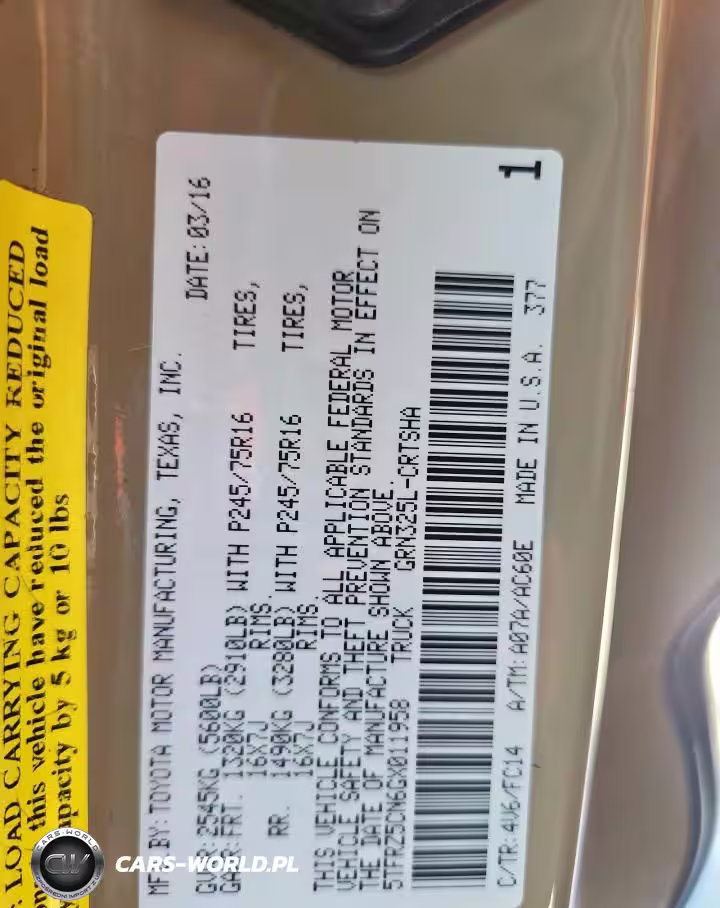 : LOAD CARRYING CAPACITY REDUCED
this vehicle have reduced the original load
capacity by 5 kg or 10 lbs
MFD BY: TOYOTA MOTOR MANUFACTURING, TEXAS, INC.
DATE: 03/16
GVWR: 2545KG (5600LB)
GAWR: FRT. 1320KG (2910LB) WITH P245/75R16 TIRES,
16X7J RIMS.
RR. 1490KG (3280LB) WITH P245/75R16 TIRES,
16X7J RIMS.
THIS VEHICLE CONFORMS TO ALL APPLICABLE FEDERAL MOTOR
VEHICLE SAFETY AND THEFT PREVENTION STANDARDS IN EFFECT ON
THE DATE OF MANUFACTURE SHOWN ABOVE.
5TFRZ5CN6GX011958 TRUCK GRN325L-CRTSHA
C/TR: 4V6/FC14 A/TM: A07A/AC60E MADE IN U.S.A. 377
1
CARS-WORLD.PL